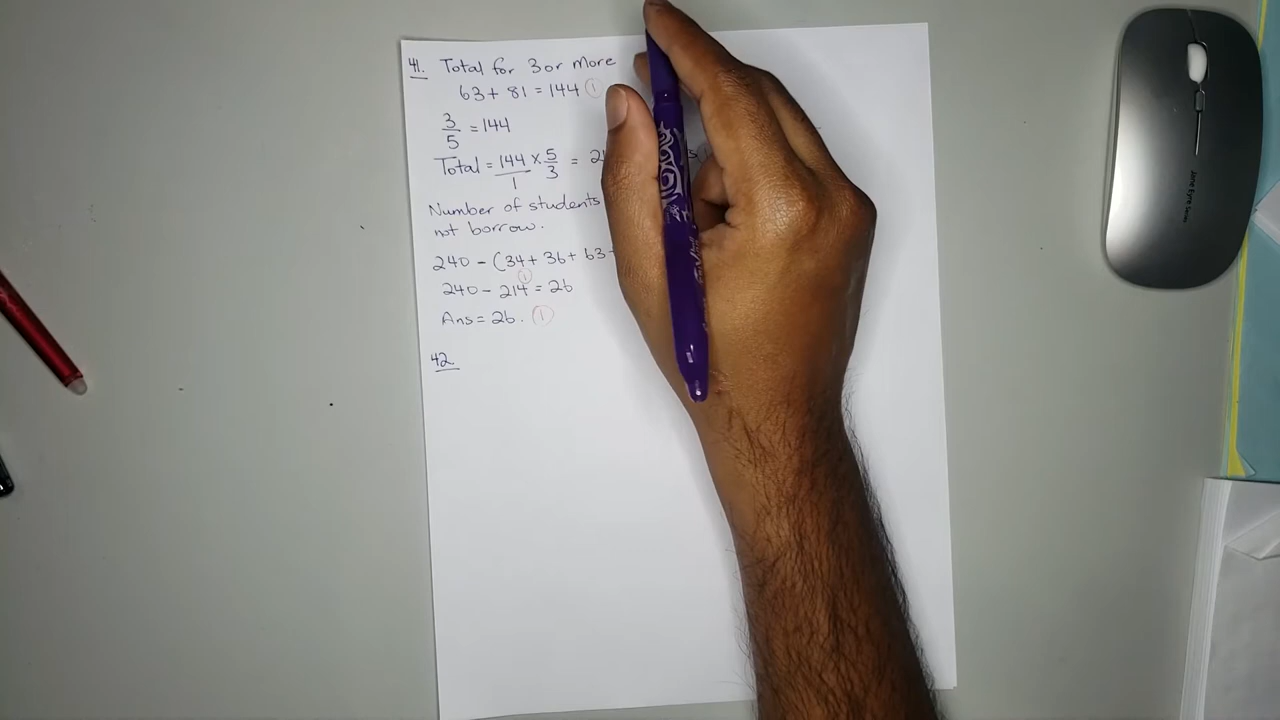 41. Total for 3 or more
63 + 81 = 144 ①
3/5 = 144
Total = 144/1 × 5/3 = 2
Number of students
not borrow.
240 - (34 + 36 + 63
①
240 - 214 = 26
Ans = 26. ①
42.